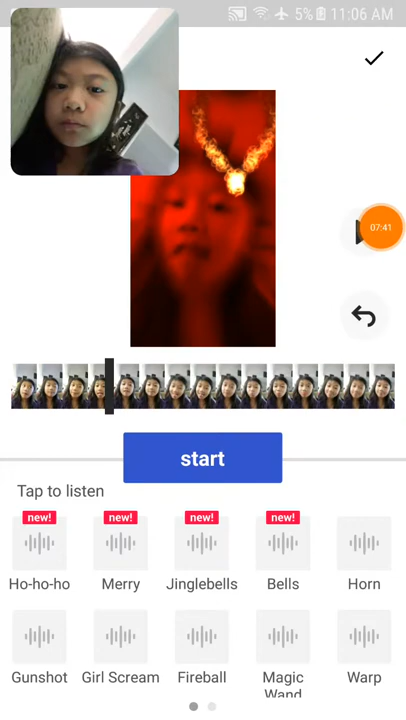 5% 11:06 AM
07:41
start
Tap to listen
new! new! new! new!
Ho-ho-ho Merry Jinglebells Bells Horn
Gunshot Girl Scream Fireball Magic Wand Warp